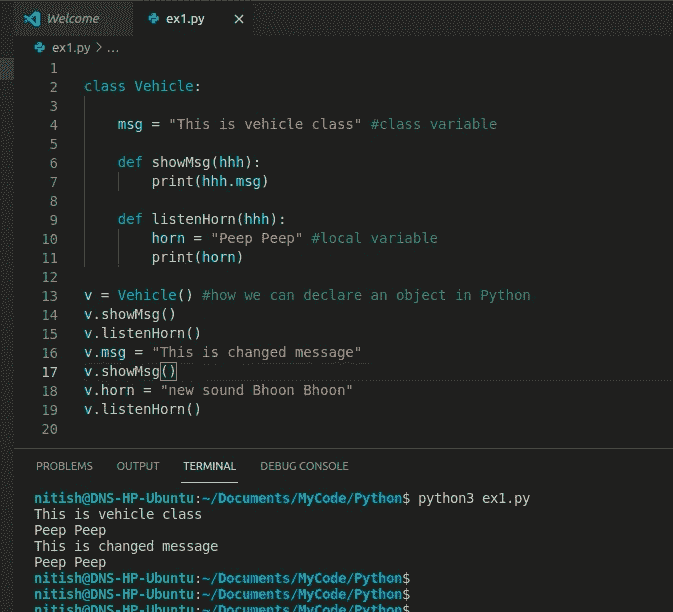 Welcome ex1.py ×
ex1.py > ...
1
2 class Vehicle:
3
4 msg = "This is vehicle class" #class variable
5
6 def showMsg(hhh):
7 print(hhh.msg)
8
9 def listenHorn(hhh):
10 horn = "Peep Peep" #local variable
11 print(horn)
12
13 v = Vehicle() #how we can declare an object in Python
14 v.showMsg()
15 v.listenHorn()
16 v.msg = "This is changed message"
17 v.showMsg()
18 v.horn = "new sound Bhoon Bhoon"
19 v.listenHorn()
20
PROBLEMS OUTPUT TERMINAL DEBUG CONSOLE
nitish@DNS-HP-Ubuntu:~/Documents/MyCode/Python$ python3 ex1.py
This is vehicle class
Peep Peep
This is changed message
Peep Peep
nitish@DNS-HP-Ubuntu:~/Documents/MyCode/Python$
nitish@DNS-HP-Ubuntu:~/Documents/MyCode/Python$
nitish@DNS-HP-Ubuntu:~/Documents/MyCode/Python$